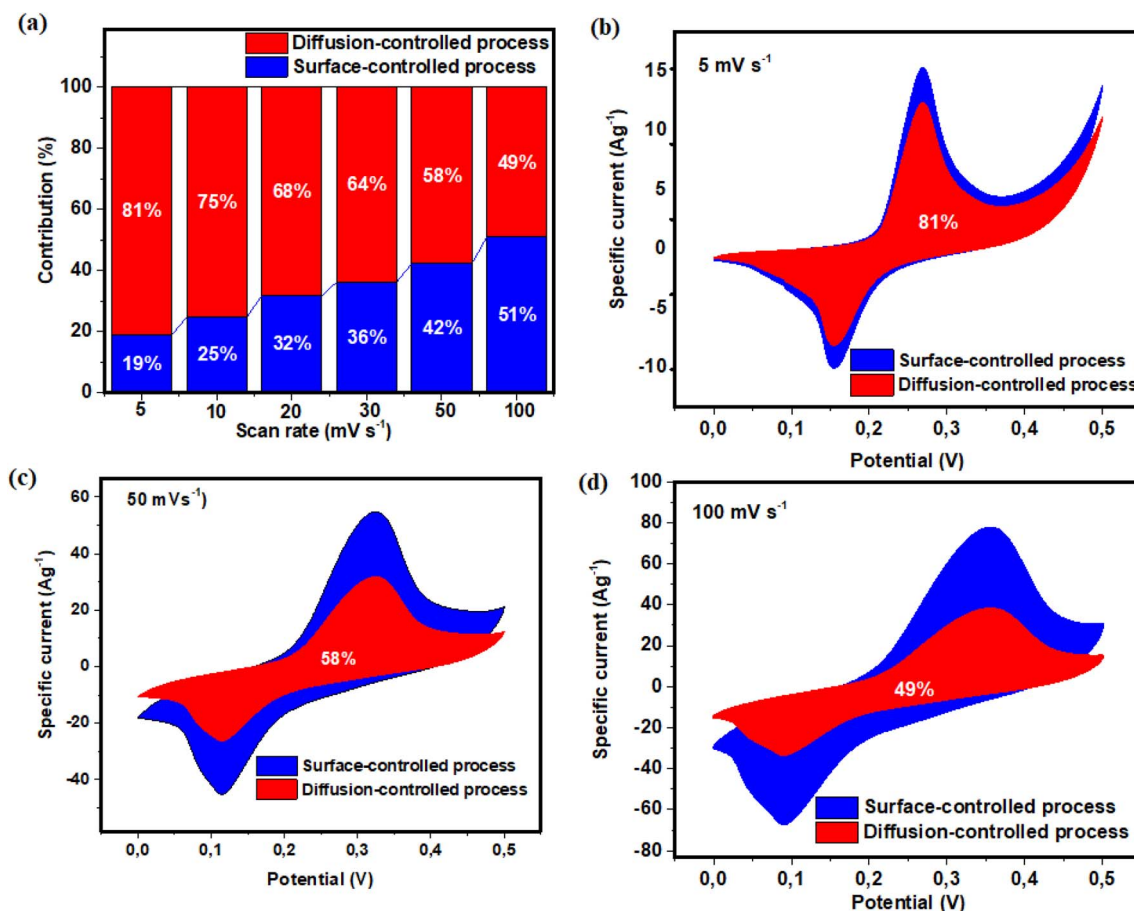 (a)
Diffusion-controlled process
Surface-controlled process
Contribution (%)
100
80
60
40
20
0
81%
75%
68%
64%
58%
49%
19%
25%
32%
36%
42%
51%
5
10
20
30
50
100
Scan rate (mV s⁻¹)
(b)
5 mV s⁻¹
Specific current (Ag⁻¹)
15
10
5
0
-5
-10
81%
Surface-controlled process
Diffusion-controlled process
0,0
0,1
0,2
0,3
0,4
0,5
Potential (V)
(c)
50 mVs⁻¹)
Specific current (Ag⁻¹)
60
40
20
0
-20
-40
58%
Surface-controlled process
Diffusion-controlled process
0,0
0,1
0,2
0,3
0,4
0,5
Potential (V)
(d)
100 mV s⁻¹
Specific current (Ag⁻¹)
100
80
60
40
20
0
-20
-40
-60
-80
49%
Surface-controlled process
Diffusion-controlled process
0,0
0,1
0,2
0,3
0,4
0,5
Potential (V)